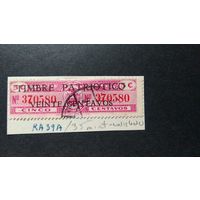 TIMBRE PATRIOTICO
Nº 370580 Nº 370580
VEINTE CENTAVOS
CINCO CENTAVOS
RA39A